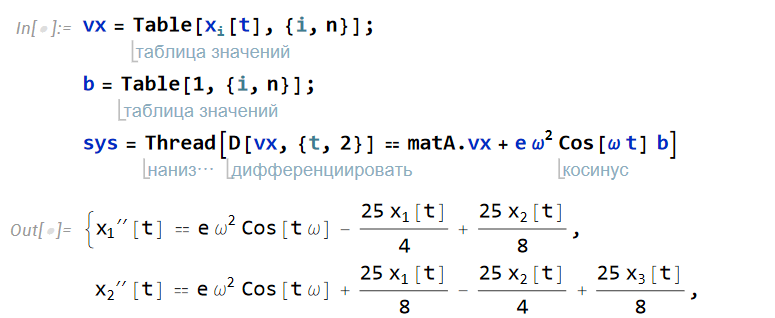 In[•]:= vx = Table[xᵢ[t], {i, n}];
таблица значений
b = Table[1, {i, n}];
таблица значений
sys = Thread[D[vx, {t, 2}] == matA.vx + e ω² Cos[ω t] b]
наниз⋯ дифференциировать косинус
Out[•]= {x₁′′[t] == e ω² Cos[t ω] - 25 x₁[t]/4 + 25 x₂[t]/8 ,
x₂′′[t] == e ω² Cos[t ω] + 25 x₁[t]/8 - 25 x₂[t]/4 + 25 x₃[t]/8 ,